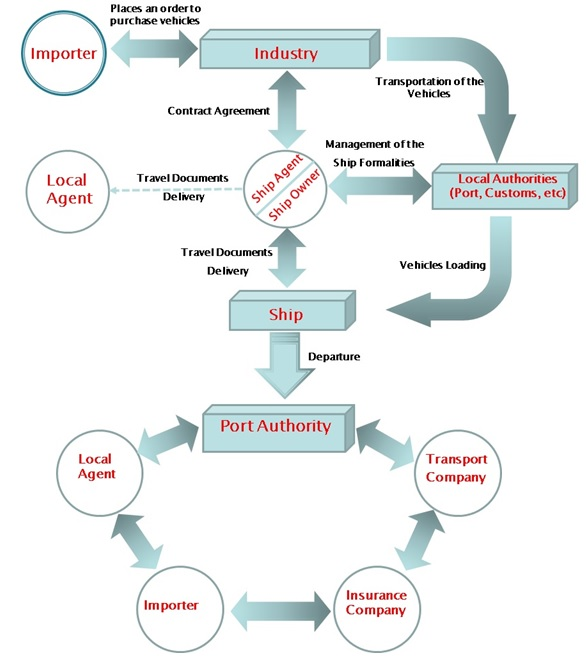 Places an order to
purchase vehicles
Importer
Industry
Transportation of the
Vehicles
Contract Agreement
Management of the
Ship Formalities
Local
Agent
Travel Documents
Delivery
Ship Agent
Ship Owner
Local Authorities
(Port, Customs, etc)
Travel Documents
Delivery
Vehicles Loading
Ship
Departure
Port Authority
Local
Agent
Transport
Company
Importer
Insurance
Company